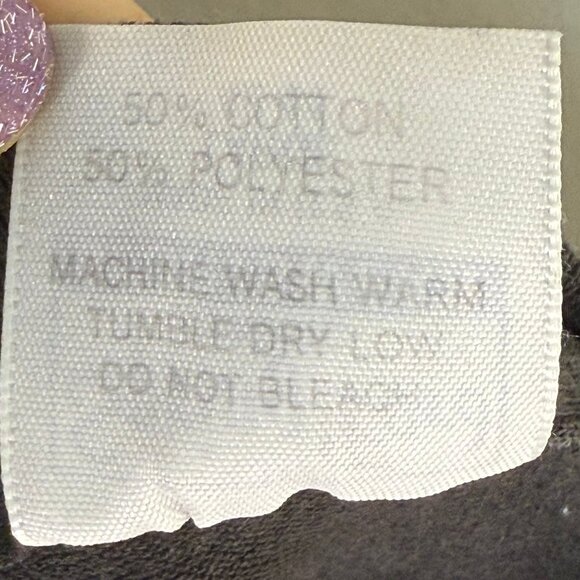 50% COTTON
50% POLYESTER
MACHINE WASH WARM
TUMBLE DRY LOW
DO NOT BLEACH